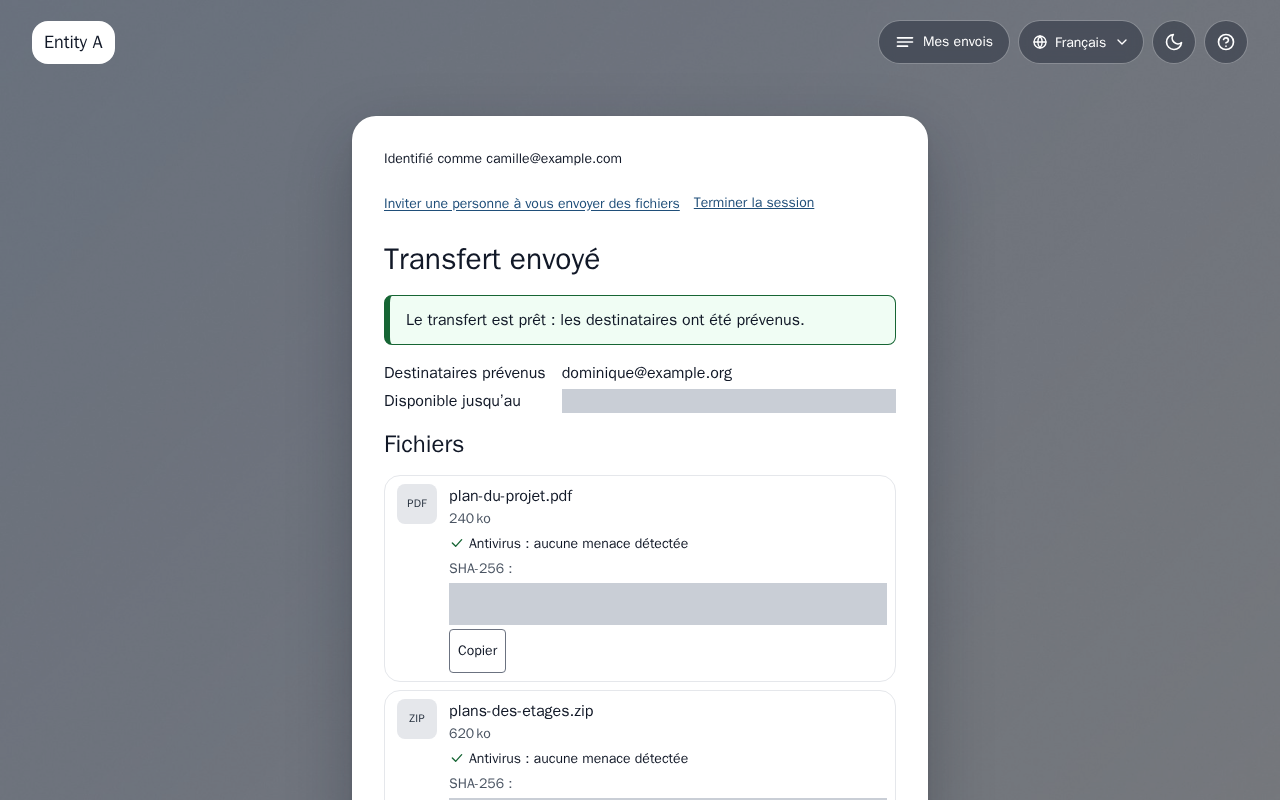 Entity A
Mes envois
Français
Identifié comme camille@example.com
Inviter une personne à vous envoyer des fichiers
Terminer la session
Transfert envoyé
Le transfert est prêt : les destinataires ont été prévenus.
Destinataires prévenus dominique@example.org
Disponible jusqu'au
Fichiers
PDF
plan-du-projet.pdf
240 ko
Antivirus : aucune menace détectée
SHA-256 :
Copier
ZIP
plans-des-etages.zip
620 ko
Antivirus : aucune menace détectée
SHA-256 :